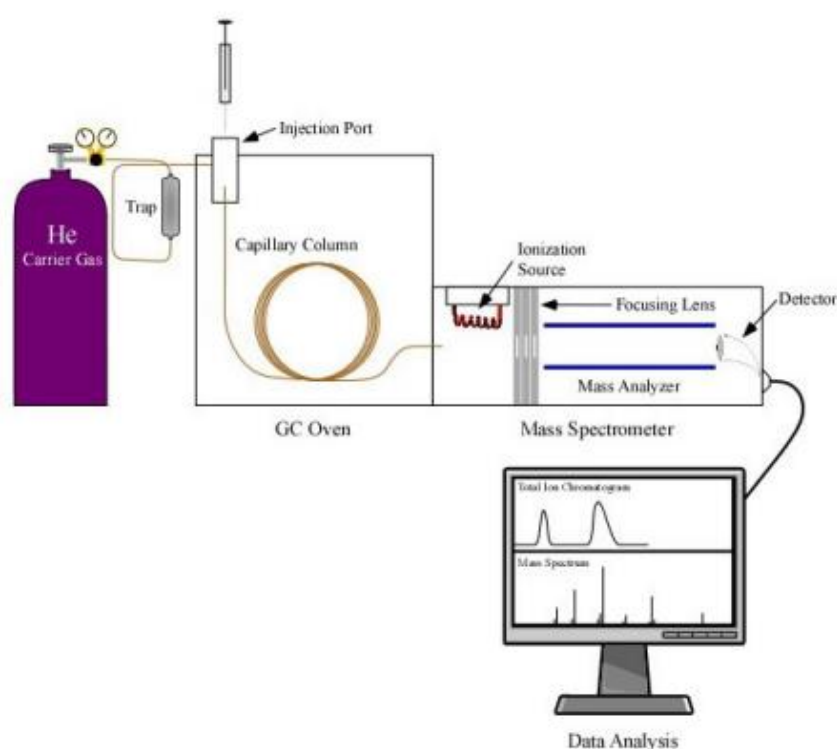 Injection Port
He
Carrier Gas
Trap
Capillary Column
Ionization
Source
Focusing Lens
Detector
Mass Analyzer
GC Oven
Mass Spectrometer
Total Ion Chromatogram
Mass Spectrum
Data Analysis